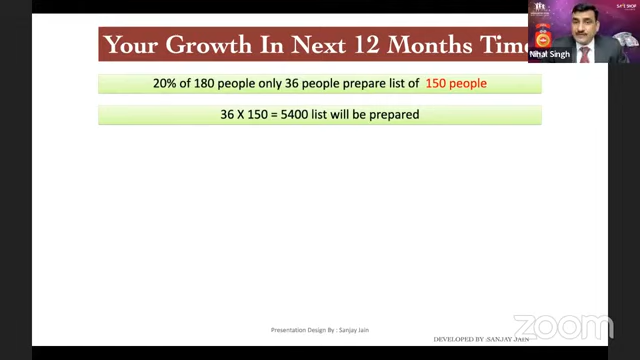 Your Growth In Next 12 Months Time
Nihal Singh
20% of 180 people only 36 people prepare list of 150 people
36 X 150 = 5400 list will be prepared
Presentation Design By : Sanjay Jain
zoom
DEVELOPED BY :SANJAY JAIN